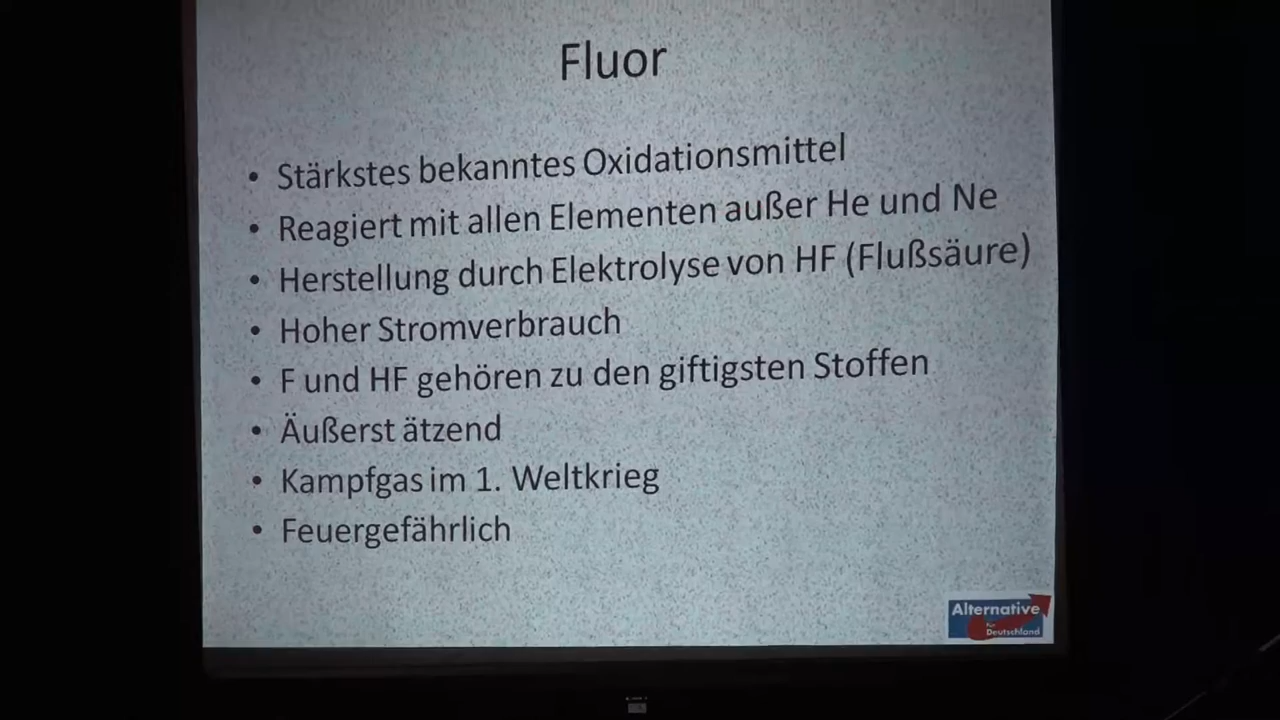 Fluor
• Stärkstes bekanntes Oxidationsmittel
• Reagiert mit allen Elementen außer He und Ne
• Herstellung durch Elektrolyse von HF (Flußsäure)
• Hoher Stromverbrauch
• F und HF gehören zu den giftigsten Stoffen
• Äußerst ätzend
• Kampfgas im 1. Weltkrieg
• Feuergefährlich
Alternative
für
Deutschland